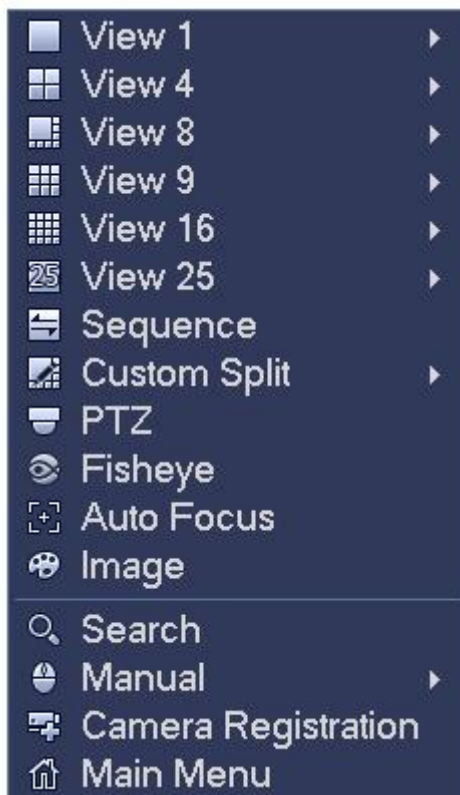 View 1
View 4
View 8
View 9
View 16
25 View 25
Sequence
Custom Split
PTZ
Fisheye
Auto Focus
Image
Search
Manual
Camera Registration
Main Menu